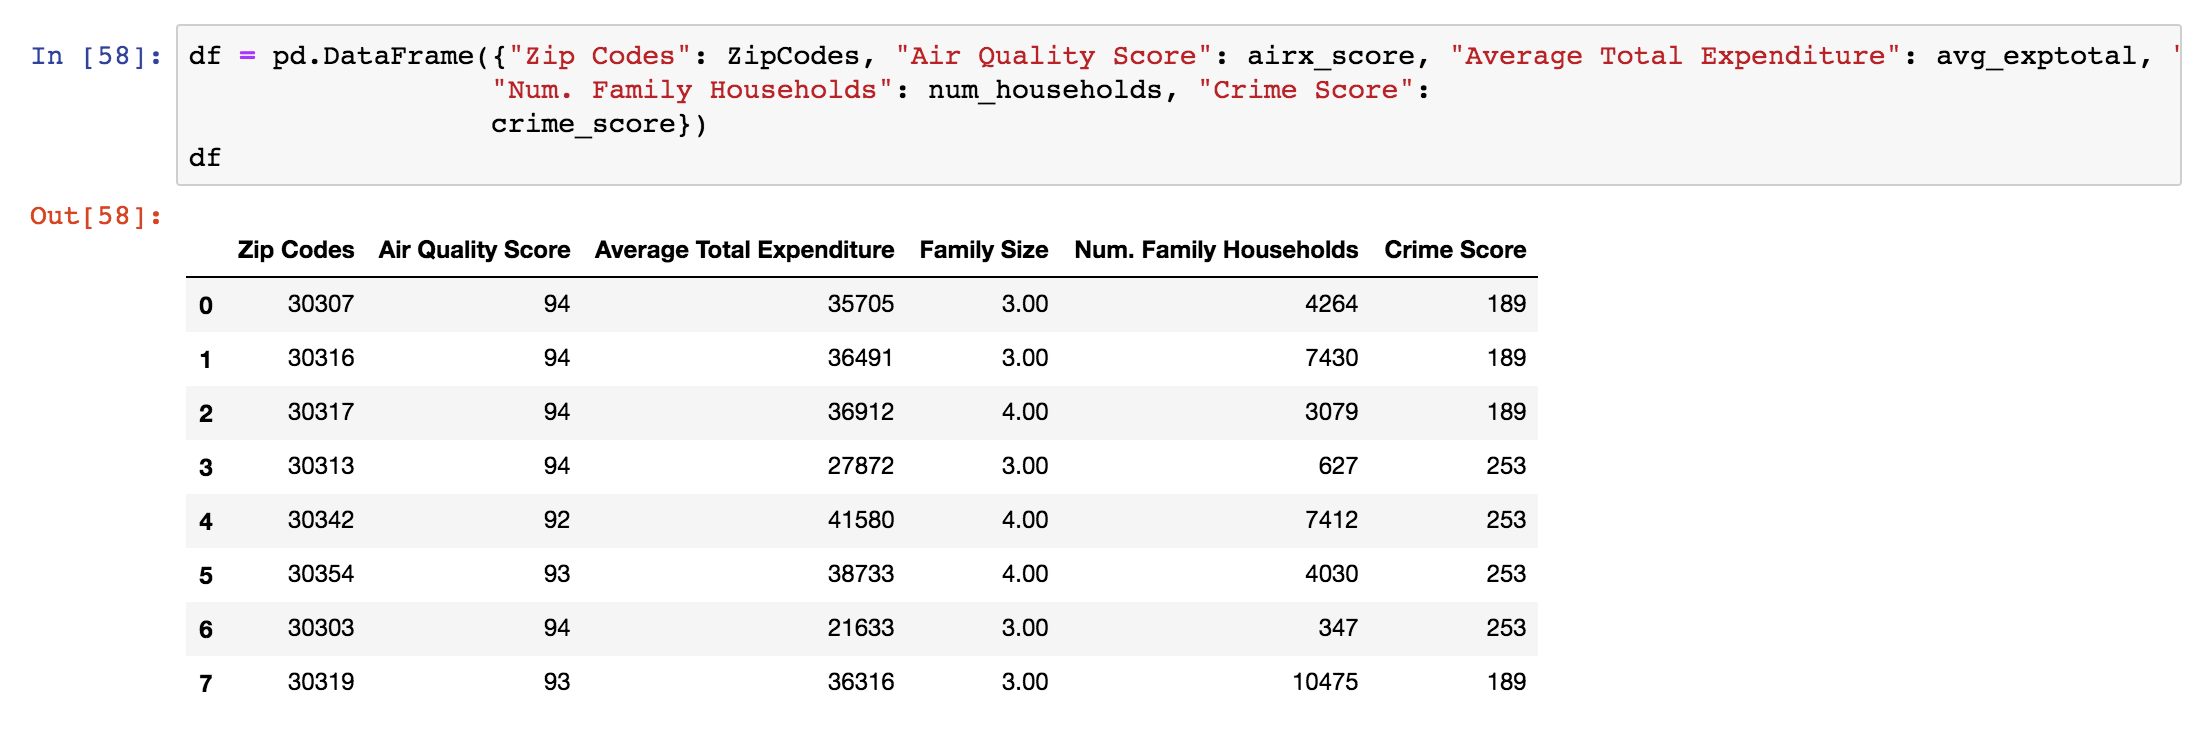 In [58]: df = pd.DataFrame({"Zip Codes": ZipCodes, "Air Quality Score": airx_score, "Average Total Expenditure": avg_exptotal, "
"Num. Family Households": num_households, "Crime Score":
crime_score})
df
Out[58]:
Zip Codes Air Quality Score Average Total Expenditure Family Size Num. Family Households Crime Score
0 30307 94 35705 3.00 4264 189
1 30316 94 36491 3.00 7430 189
2 30317 94 36912 4.00 3079 189
3 30313 94 27872 3.00 627 253
4 30342 92 41580 4.00 7412 253
5 30354 93 38733 4.00 4030 253
6 30303 94 21633 3.00 347 253
7 30319 93 36316 3.00 10475 189